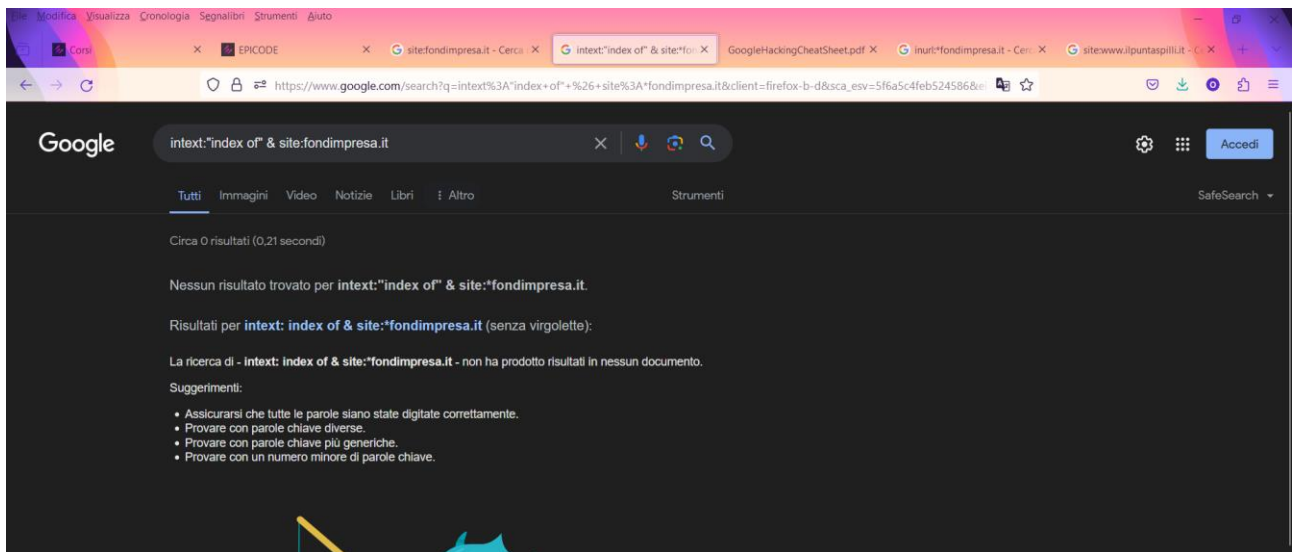 File Modifica Visualizza Cronologia Segnalibri Strumenti Aiuto
Corsi
EPICODE
site:fondimpresa.it - Cerca
intext:"index of" & site:*fon
GoogleHackingCheatSheet.pdf
inurl:*fondimpresa.it - Cerc
site:www.ilpuntaspilli.it - C
https://www.google.com/search?q=intext%3A"index+of"+%26+site%3A*fondimpresa.it&client=firefox-b-d&sca_esv=5f6a5c4feb524586&e
Google
intext:"index of" & site:fondimpresa.it
Accedi
Tutti Immagini Video Notizie Libri Altro Strumenti SafeSearch
Circa 0 risultati (0,21 secondi)
Nessun risultato trovato per intext:"index of" & site:*fondimpresa.it.
Risultati per intext: index of & site:*fondimpresa.it (senza virgolette):
La ricerca di - intext: index of & site:*fondimpresa.it - non ha prodotto risultati in nessun documento.
Suggerimenti:
• Assicurarsi che tutte le parole siano state digitate correttamente.
• Provare con parole chiave diverse.
• Provare con parole chiave più generiche.
• Provare con un numero minore di parole chiave.